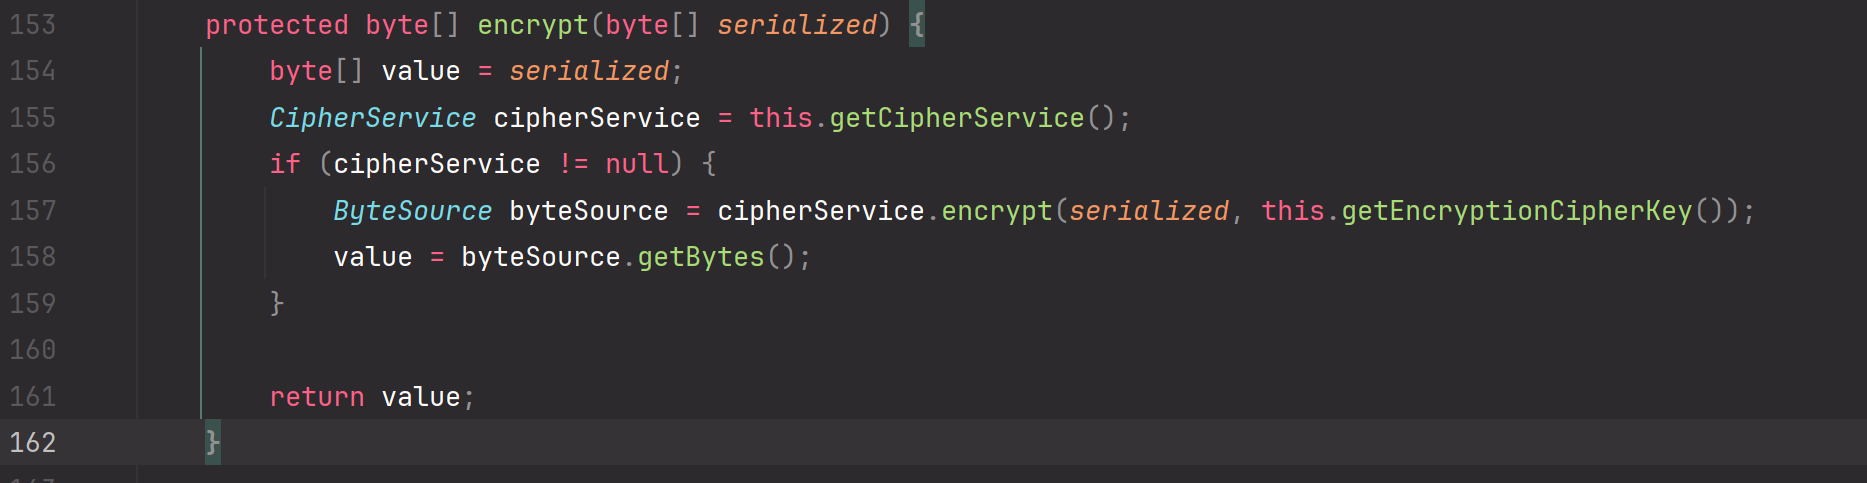 153 protected byte[] encrypt(byte[] serialized) {
154 byte[] value = serialized;
155 CipherService cipherService = this.getCipherService();
156 if (cipherService != null) {
157 ByteSource byteSource = cipherService.encrypt(serialized, this.getEncryptionCipherKey());
158 value = byteSource.getBytes();
159 }
160
161 return value;
162 }